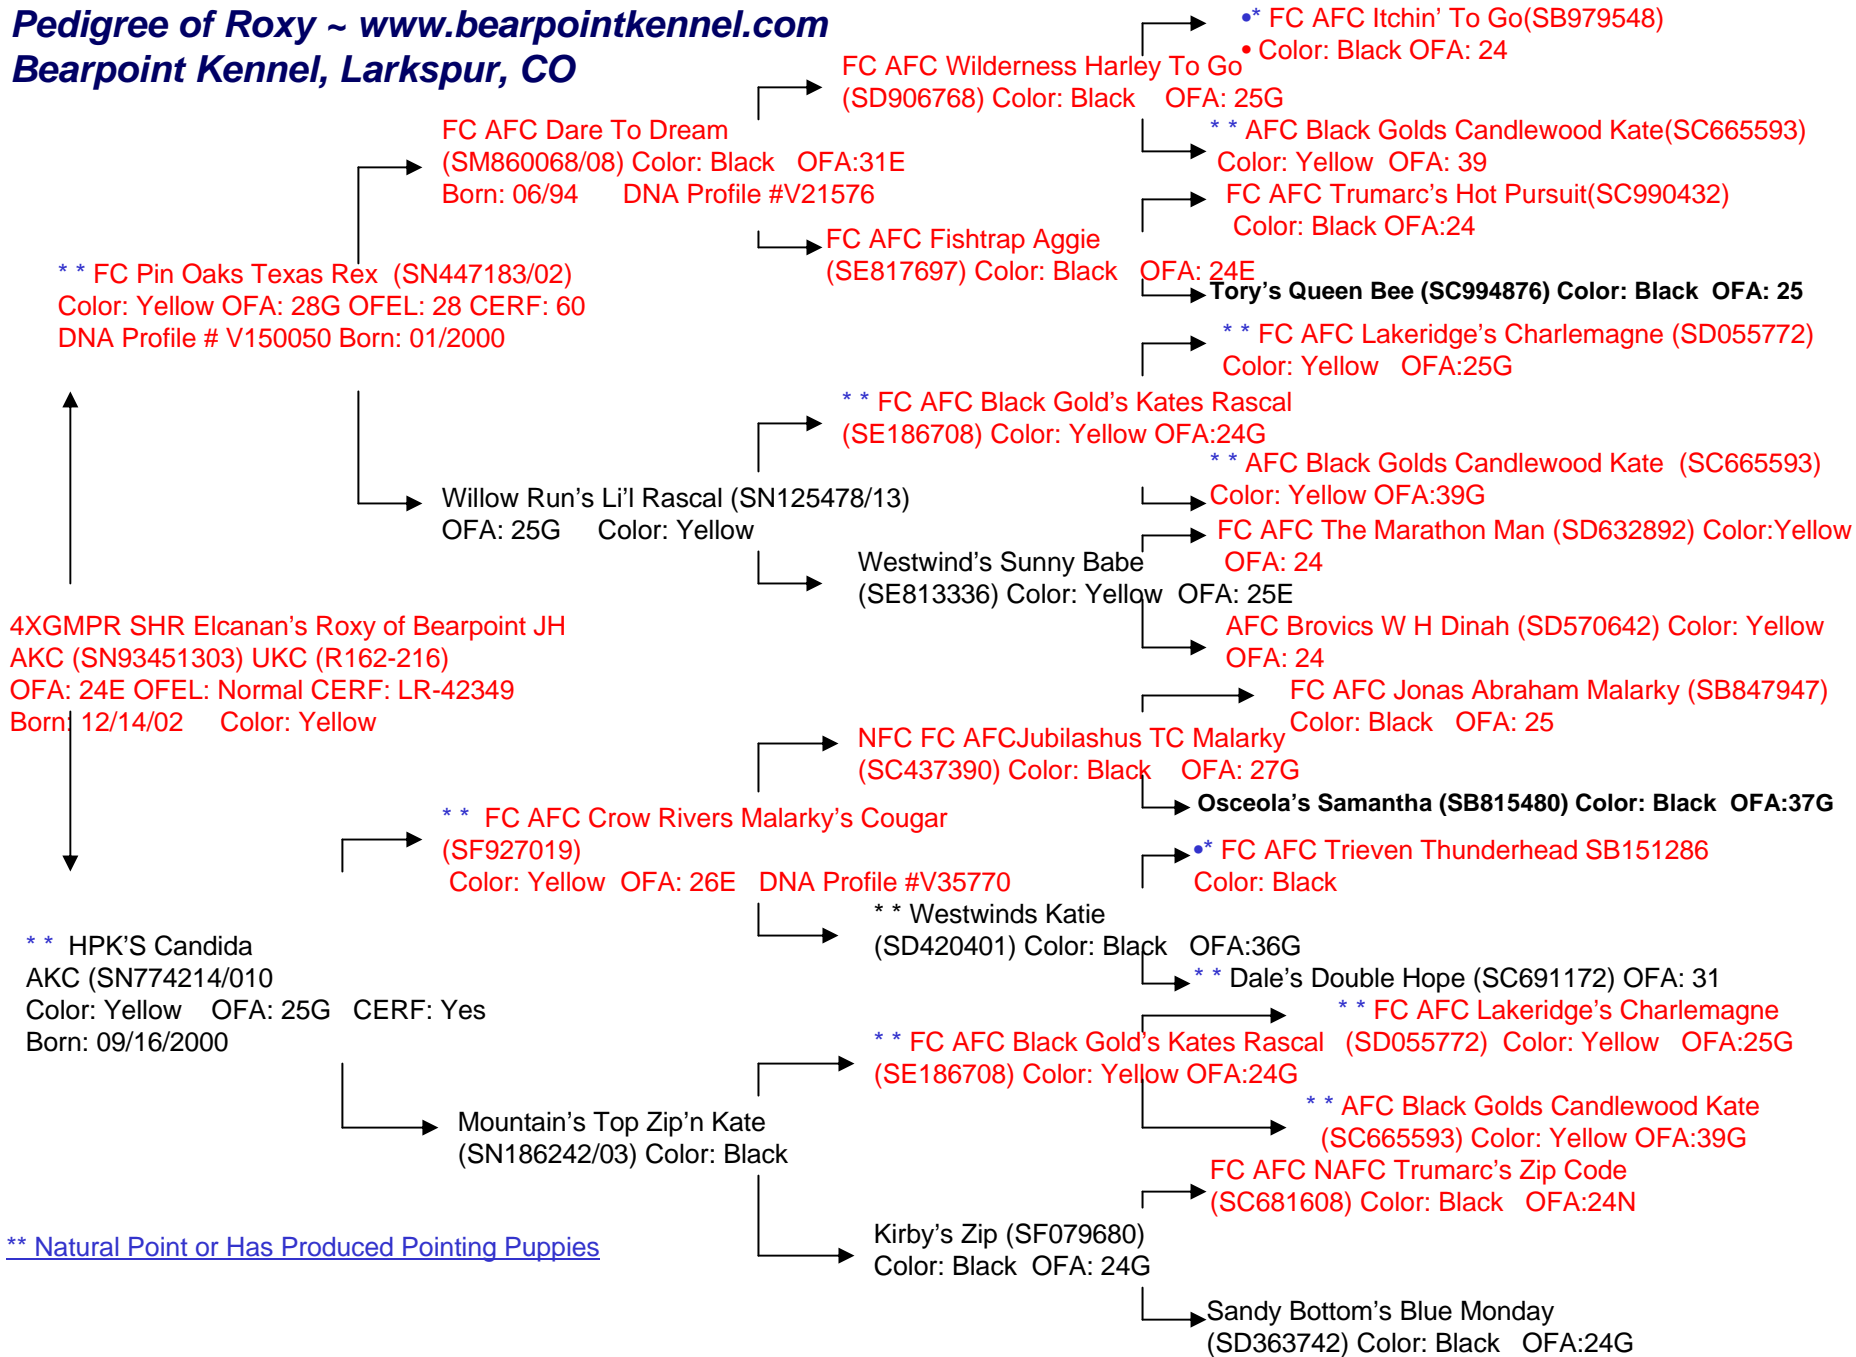 Pedigree of Roxy ~ www.bearpointkennel.com
Bearpoint Kennel, Larkspur, CO
4XGMPR SHR Elcanan's Roxy of Bearpoint JH
AKC (SN93451303) UKC (R162-216)
OFA: 24E OFEL: Normal CERF: LR-42349
Born: 12/14/02 Color: Yellow
* * FC Pin Oaks Texas Rex (SN447183/02)
Color: Yellow OFA: 28G OFEL: 28 CERF: 60
DNA Profile # V150050 Born: 01/2000
* * HPK'S Candida
AKC (SN774214/010
Color: Yellow OFA: 25G CERF: Yes
Born: 09/16/2000
FC AFC Dare To Dream
(SM860068/08) Color: Black OFA:31E
Born: 06/94 DNA Profile #V21576
Willow Run's Li'l Rascal (SN125478/13)
OFA: 25G Color: Yellow
* * FC AFC Crow Rivers Malarky's Cougar
(SF927019)
Color: Yellow OFA: 26E DNA Profile #V35770
Mountain's Top Zip'n Kate
(SN186242/03) Color: Black
FC AFC Wilderness Harley To Go
(SD906768) Color: Black OFA: 25G
FC AFC Fishtrap Aggie
(SE817697) Color: Black OFA: 24E
* * FC AFC Black Gold's Kates Rascal
(SE186708) Color: Yellow OFA:24G
Westwind's Sunny Babe
(SE813336) Color: Yellow OFA: 25E
NFC FC AFCJubilashus TC Malarky
(SC437390) Color: Black OFA: 27G
* * Westwinds Katie
(SD420401) Color: Black OFA:36G
* * FC AFC Black Gold's Kates Rascal
(SE186708) Color: Yellow OFA:24G
Kirby's Zip (SF079680)
Color: Black OFA: 24G
•* FC AFC Itchin' To Go(SB979548)
• Color: Black OFA: 24
* * AFC Black Golds Candlewood Kate(SC665593)
Color: Yellow OFA: 39
FC AFC Trumarc's Hot Pursuit(SC990432)
Color: Black OFA:24
Tory's Queen Bee (SC994876) Color: Black OFA: 25
* * FC AFC Lakeridge's Charlemagne (SD055772)
Color: Yellow OFA:25G
* * AFC Black Golds Candlewood Kate (SC665593)
Color: Yellow OFA:39G
FC AFC The Marathon Man (SD632892) Color:Yellow
OFA: 24
AFC Brovics W H Dinah (SD570642) Color: Yellow
OFA: 24
FC AFC Jonas Abraham Malarky (SB847947)
Color: Black OFA: 25
Osceola's Samantha (SB815480) Color: Black OFA:37G
•* FC AFC Trieven Thunderhead SB151286
Color: Black
* * Dale's Double Hope (SC691172) OFA: 31
* * FC AFC Lakeridge's Charlemagne
(SD055772) Color: Yellow OFA:25G
* * AFC Black Golds Candlewood Kate
(SC665593) Color: Yellow OFA:39G
FC AFC NAFC Trumarc's Zip Code
(SC681608) Color: Black OFA:24N
Sandy Bottom's Blue Monday
(SD363742) Color: Black OFA:24G
** Natural Point or Has Produced Pointing Puppies